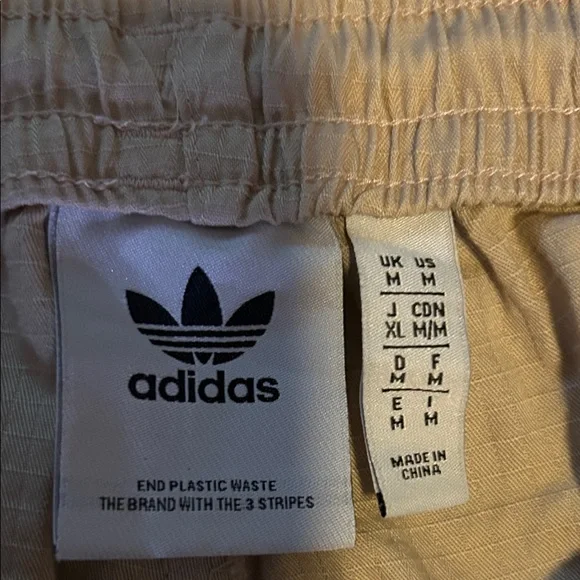 adidas
END PLASTIC WASTE
THE BRAND WITH THE 3 STRIPES
UK US
M M
J CDN
XL M/M
D F
M M
E I
M M
MADE IN
CHINA